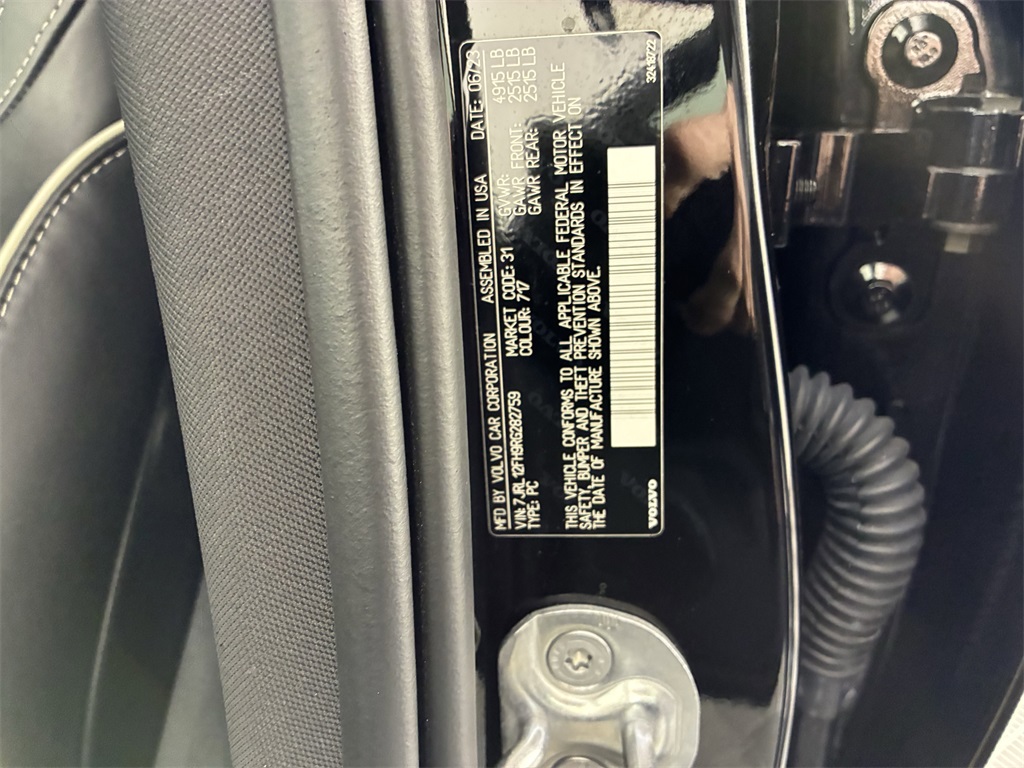 MFD BY VOLVO CAR CORPORATION ASSEMBLED IN USA DATE: 06/23
VIN: 7JRL12FH9RG282759 GVWR: 4915 LB
TYPE: PC MARKET CODE: 31 GAWR FRONT: 2515 LB
COLOUR: 717 GAWR REAR: 2515 LB
THIS VEHICLE CONFORMS TO ALL APPLICABLE FEDERAL MOTOR VEHICLE
SAFETY, BUMPER AND THEFT PREVENTION STANDARDS IN EFFECT ON
THE DATE OF MANUFACTURE SHOWN ABOVE.
VOLVO 32418722